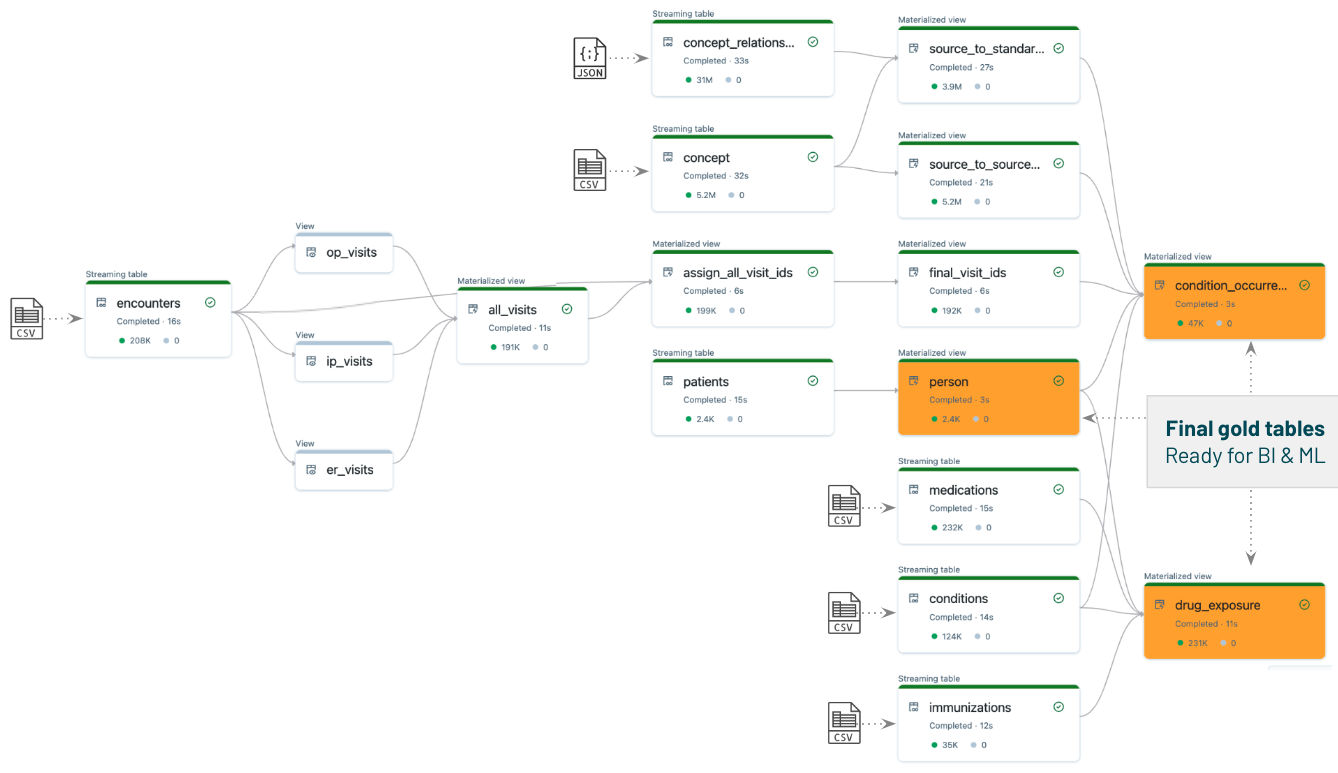 Streaming table
concept_relations...
Completed · 33s
31M 0
JSON
Materialized view
source_to_standar...
Completed · 27s
3.9M 0
Streaming table
concept
Completed · 32s
5.2M 0
CSV
Materialized view
source_to_source...
Completed · 21s
5.2M 0
View
op_visits
Streaming table
encounters
Completed · 16s
208K 0
CSV
View
ip_visits
View
er_visits
Materialized view
all_visits
Completed · 11s
191K 0
Materialized view
assign_all_visit_ids
Completed · 6s
199K 0
Materialized view
final_visit_ids
Completed · 6s
192K 0
Materialized view
condition_occurre...
Completed · 3s
47K 0
Streaming table
patients
Completed · 15s
2.4K 0
Materialized view
person
Completed · 3s
2.4K 0
Final gold tables
Ready for BI & ML
Streaming table
medications
Completed · 15s
232K 0
CSV
Streaming table
conditions
Completed · 14s
124K 0
CSV
Materialized view
drug_exposure
Completed · 11s
231K 0
Streaming table
immunizations
Completed · 12s
35K 0
CSV